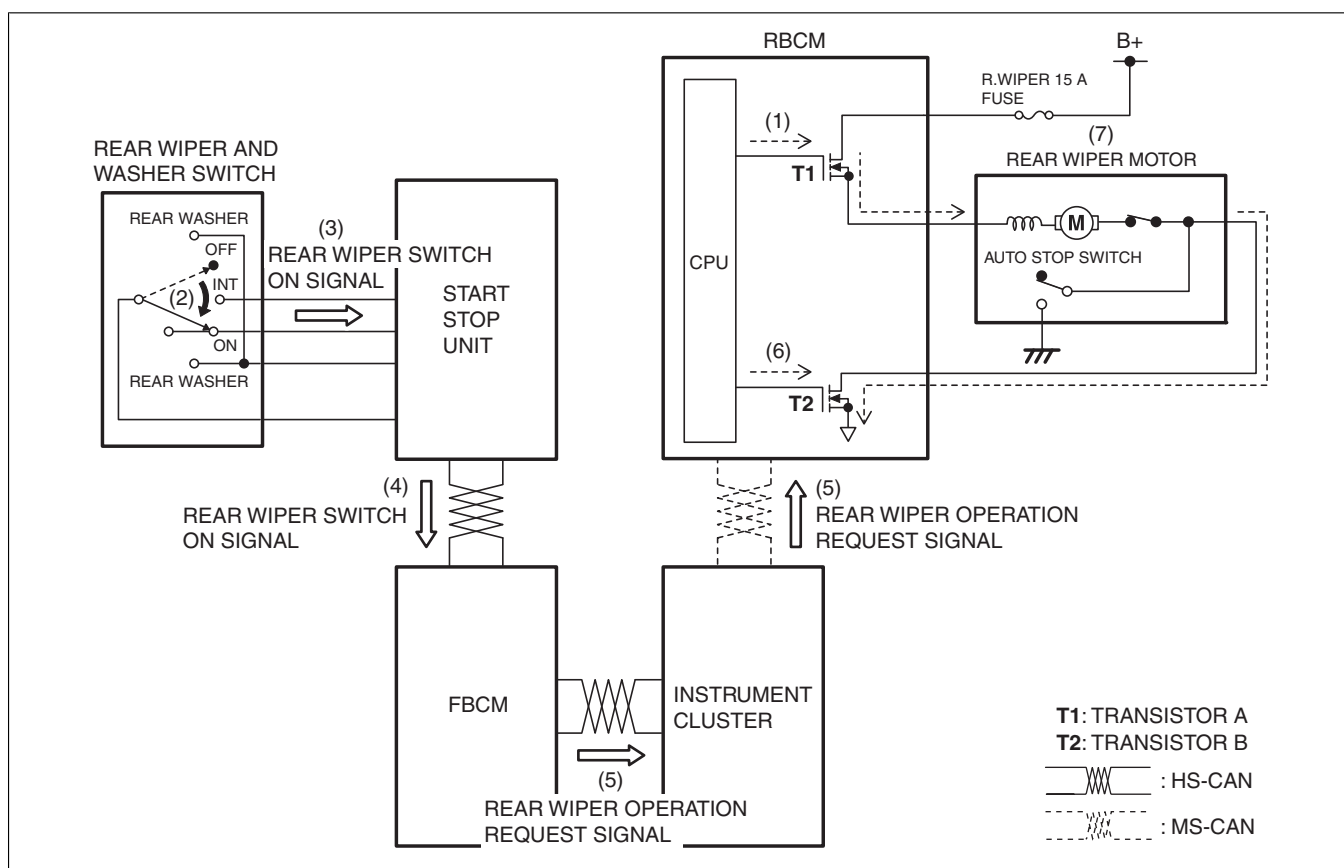 RBCM
B+
R.WIPER 15 A
FUSE
(1)
(7)
REAR WIPER MOTOR
REAR WIPER AND
WASHER SWITCH
T1
M
REAR WASHER
OFF
(3)
REAR WIPER SWITCH
ON SIGNAL
CPU
AUTO STOP SWITCH
INT
(2)
START
STOP
UNIT
ON
REAR WASHER
(6)
T2
(4)
REAR WIPER SWITCH
ON SIGNAL
(5)
REAR WIPER OPERATION
REQUEST SIGNAL
FBCM
INSTRUMENT
CLUSTER
(5)
REAR WIPER OPERATION
REQUEST SIGNAL
T1: TRANSISTOR A
T2: TRANSISTOR B
: HS-CAN
: MS-CAN